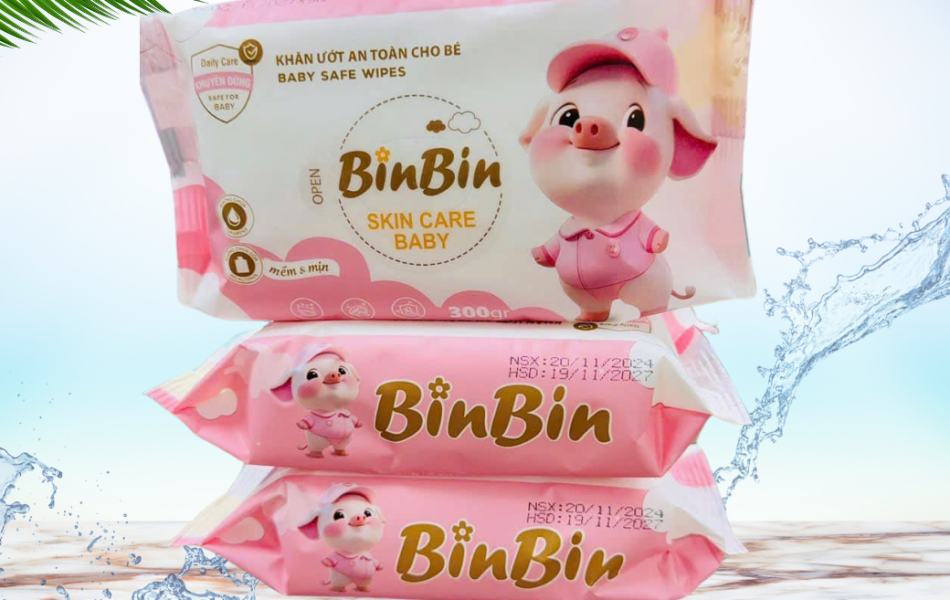 Daily Care
KHUYÊN DÙNG
SAFE FOR
BABY
KHĂN ƯỚT AN TOÀN CHO BÉ
BABY SAFE WIPES
OPEN
BinBin
SKIN CARE
BABY
mềm & mịn
300gr
NSX:20/11/2024
HSD:19/11/2027
BinBin
NSX:20/11/2024
HSD:19/11/2027
BinBin